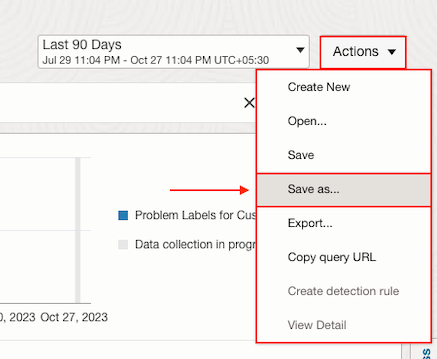 Last 90 Days
Jul 29 11:04 PM - Oct 27 11:04 PM UTC+05:30
Actions
Create New
Open...
Save
Save as...
Export...
Copy query URL
Create detection rule
View Detail
Problem Labels for Cus
Data collection in progr
0, 2023 Oct 27, 2023
ss